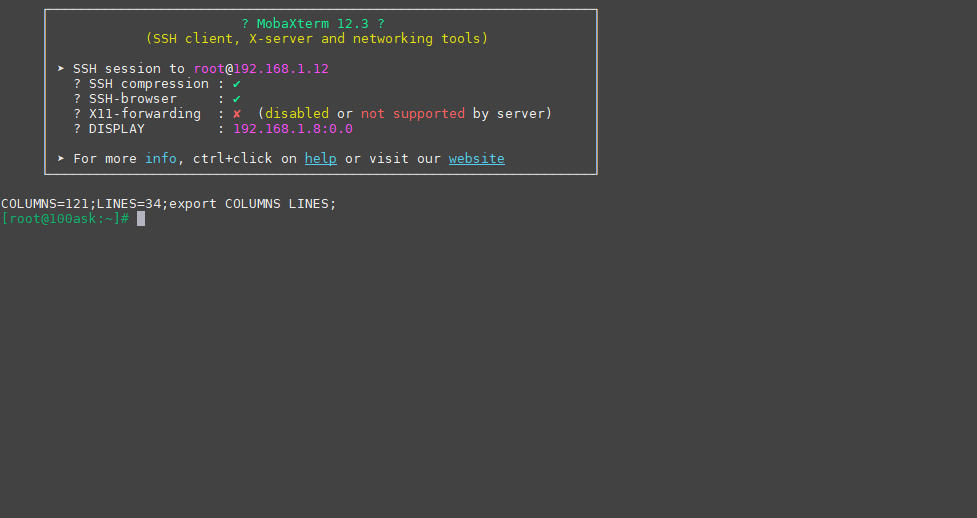 ? MobaXterm 12.3 ?
(SSH client, X-server and networking tools)
➤ SSH session to root@192.168.1.12
? SSH compression : ✔
? SSH-browser : ✔
? X11-forwarding : ✘ (disabled or not supported by server)
? DISPLAY : 192.168.1.8:0.0
➤ For more info, ctrl+click on help or visit our website
COLUMNS=121;LINES=34;export COLUMNS LINES;
[root@100ask:~]#